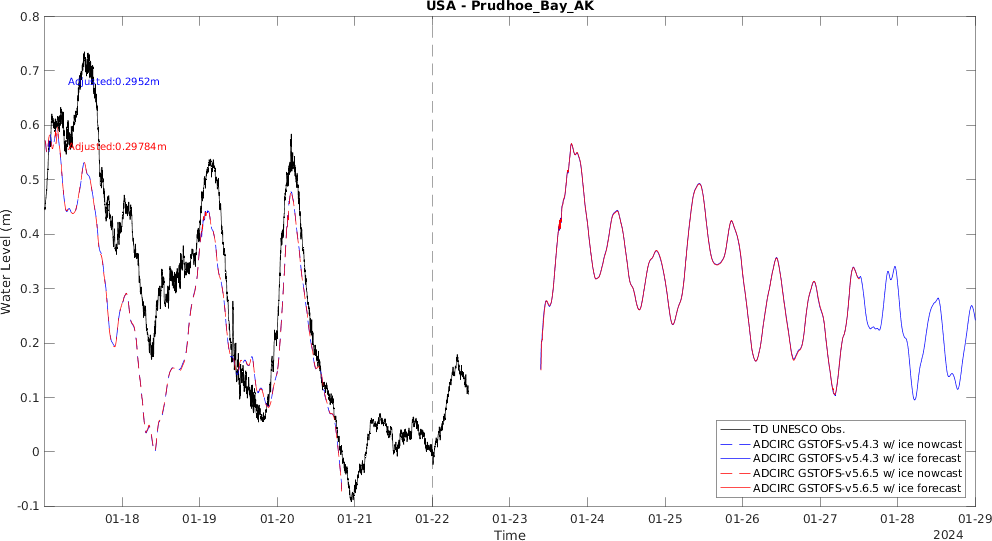 USA - Prudhoe_Bay_AK
0.8
0.7
0.6
0.5
0.4
0.3
0.2
0.1
0
-0.1
Water Level (m)
Adjusted:0.2952m
Adjusted:0.29784m
TD UNESCO Obs.
ADCIRC GSTOFS-v5.4.3 w/ ice nowcast
ADCIRC GSTOFS-v5.4.3 w/ ice forecast
ADCIRC GSTOFS-v5.6.5 w/ ice nowcast
ADCIRC GSTOFS-v5.6.5 w/ ice forecast
01-18 01-19 01-20 01-21 01-22 01-23 01-24 01-25 01-26 01-27 01-28 01-29
Time
2024